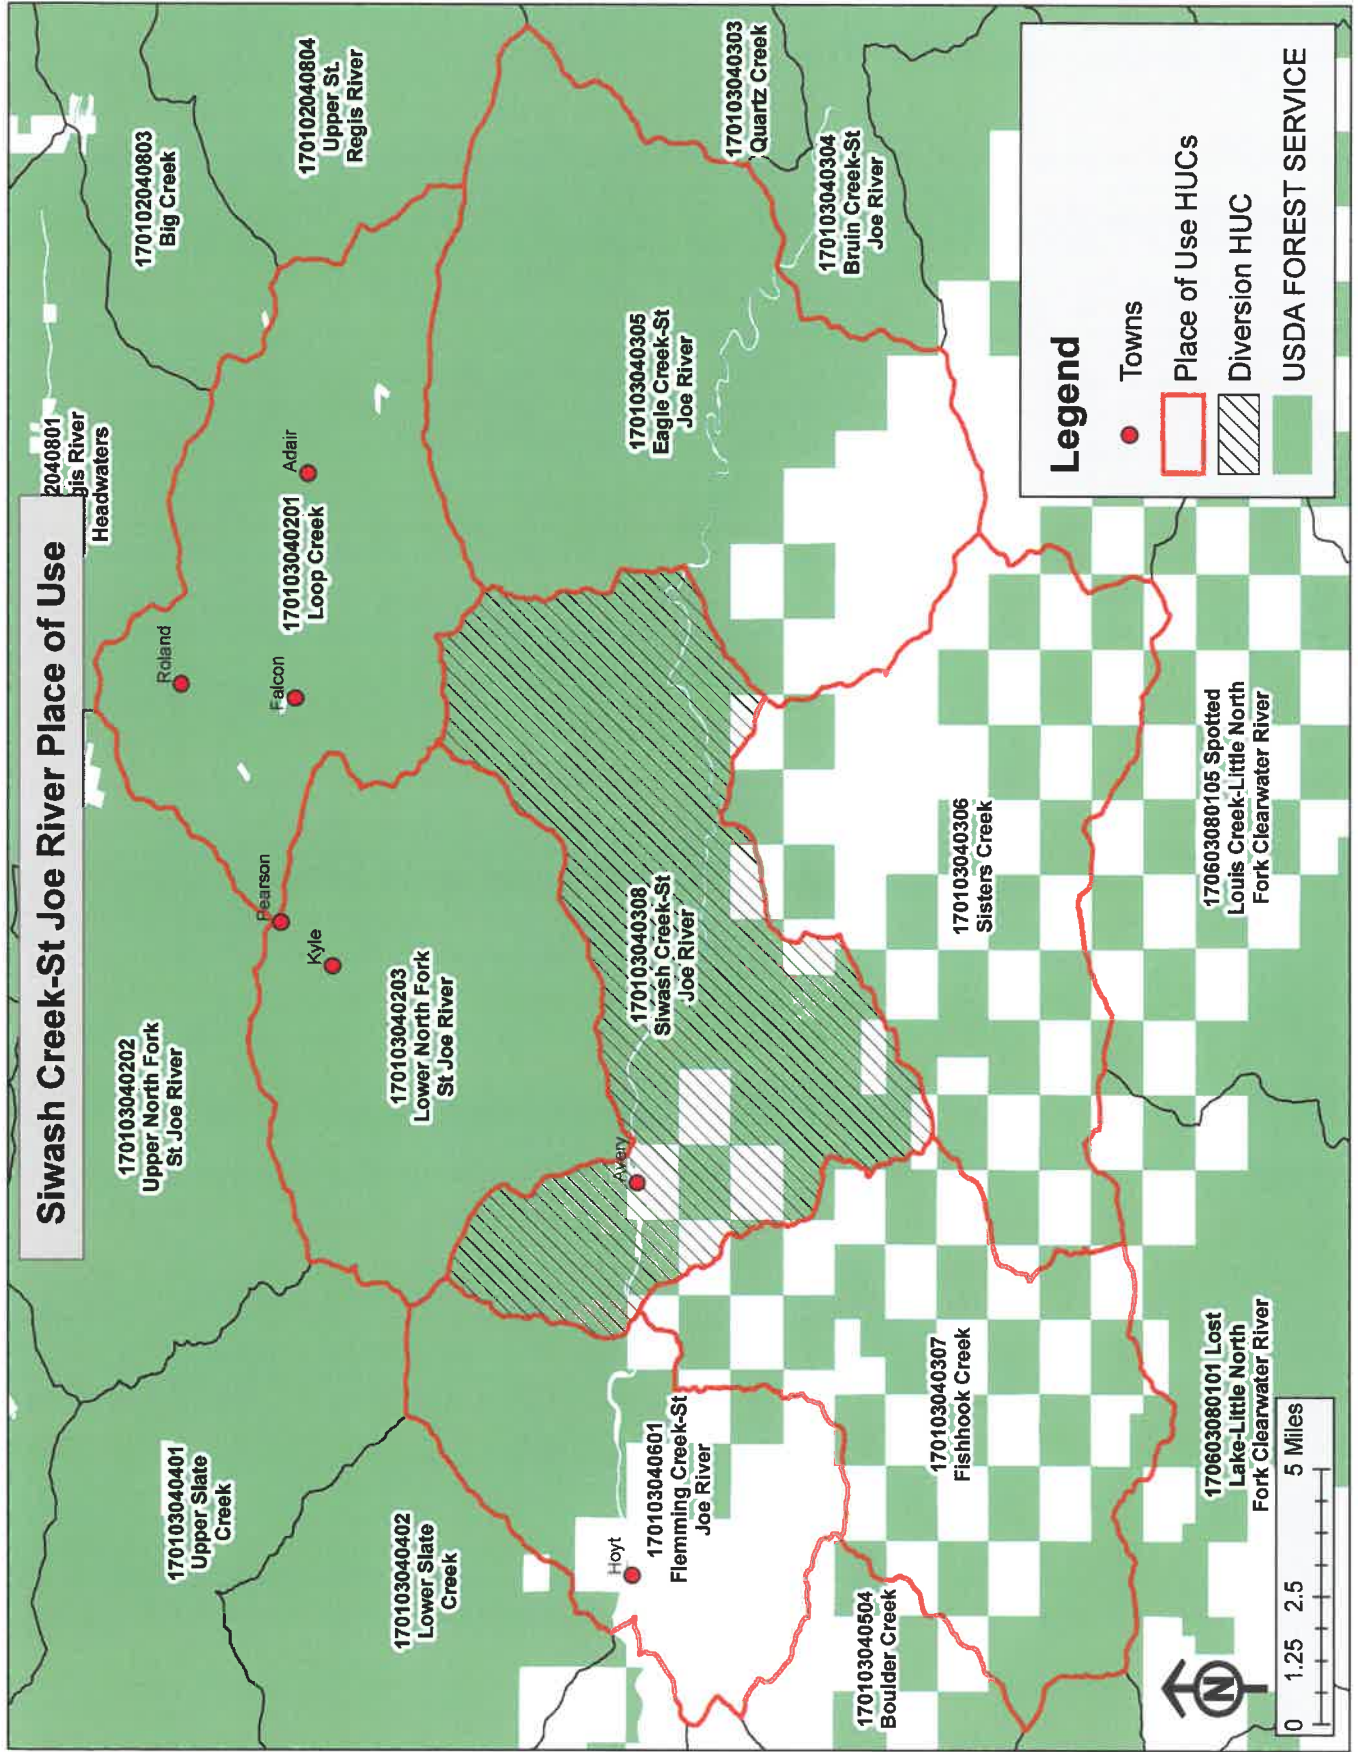 Siwash Creek-St Joe River Place of Use
2040801
gis River
Headwaters
170102040803
Big Creek
170102040804
Upper St.
Regis River
170103040401
Upper Slate
Creek
170103040202
Upper North Fork
St Joe River
Roland
Falcon
Adair
170103040201
Loop Creek
Pearson
Kyle
170103040402
Lower Slate
Creek
170103040203
Lower North Fork
St Joe River
170103040305
Eagle Creek-St
Joe River
170103040303
Quartz Creek
170103040304
Bruin Creek-St
Joe River
Hoyt
170103040601
Flemming Creek-St
Joe River
Avery
170103040308
Siwash Creek-St
Joe River
170103040504
Boulder Creek
170103040307
Fishhook Creek
170103040306
Sisters Creek
170603080101 Lost
Lake-Little North
Fork Clearwater River
170603080105 Spotted
Louis Creek-Little North
Fork Clearwater River
N
0 1.25 2.5 5 Miles
Legend
Towns
Place of Use HUCs
Diversion HUC
USDA FOREST SERVICE